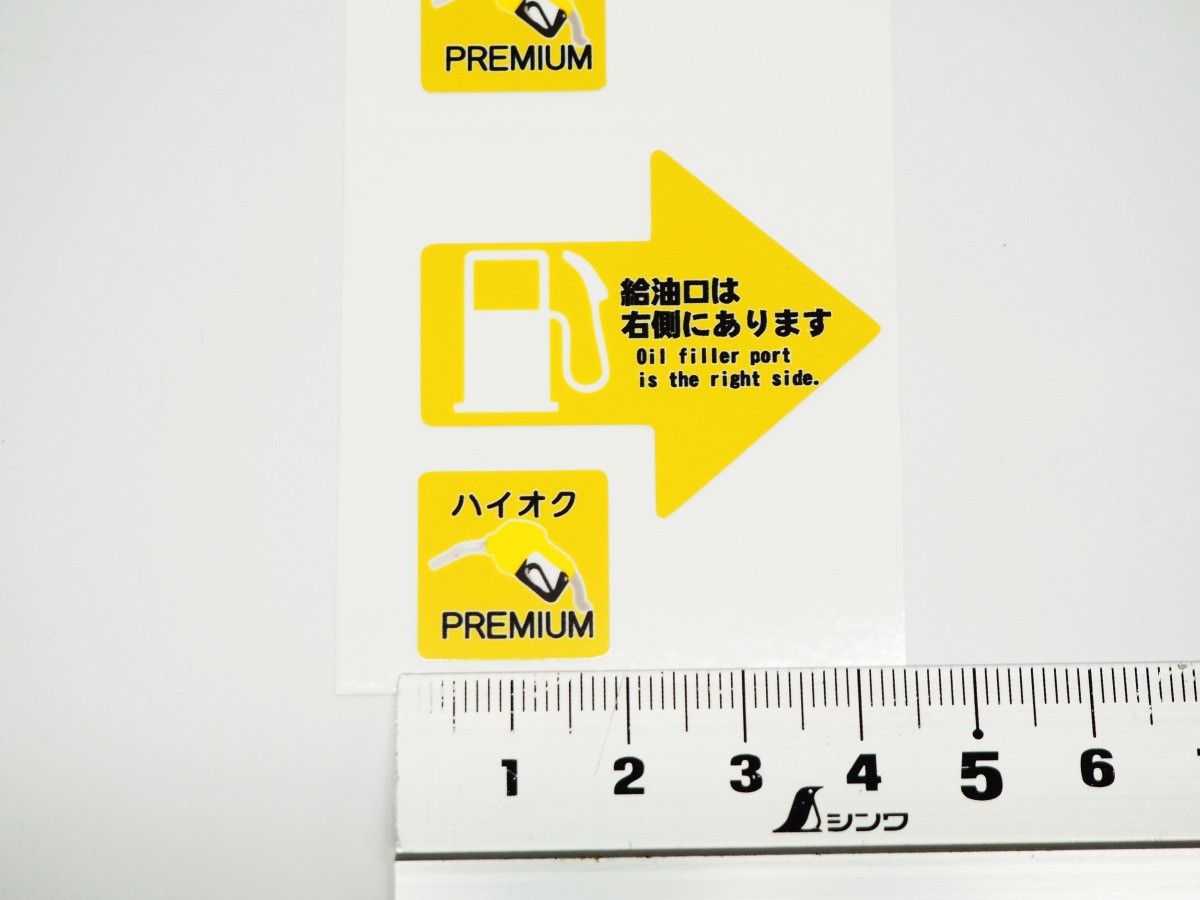 PREMIUM
給油口は
右側にあります
Oil filler port
is the right side.
ハイオク
PREMIUM
1 2 3 4 5 6
シンワ